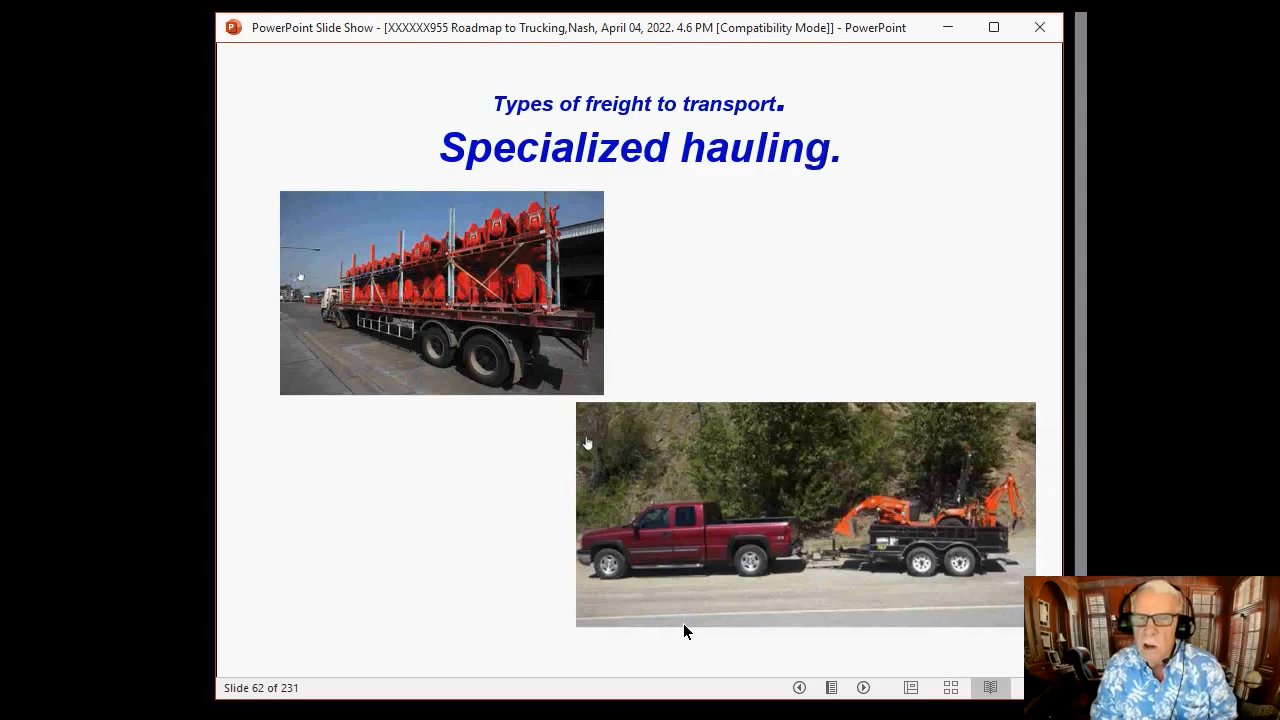 PowerPoint Slide Show - [XXXXXX955 Roadmap to Trucking,Nash, April 04, 2022. 4.6 PM [Compatibility Mode]] - PowerPoint
Types of freight to transport.
Specialized hauling.
Slide 62 of 231